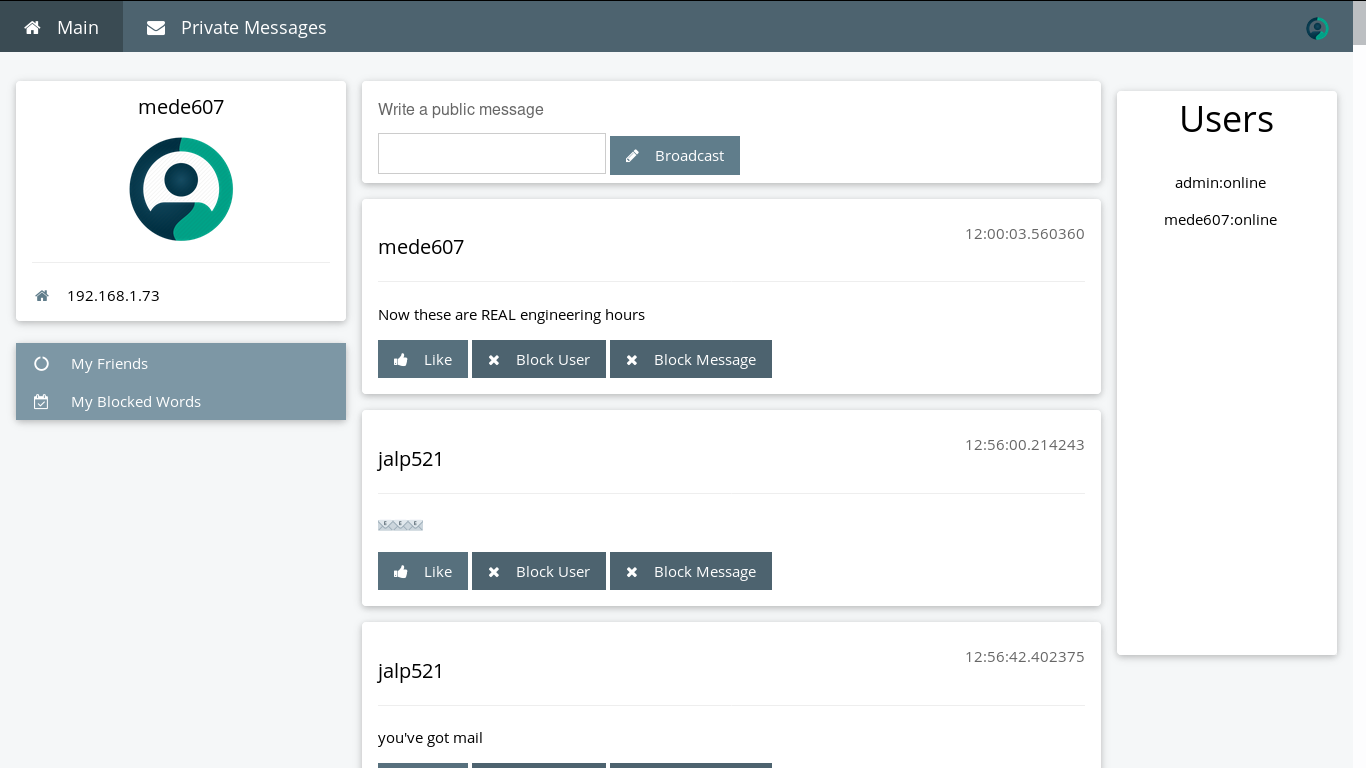 Main
Private Messages
mede607
192.168.1.73
My Friends
My Blocked Words
Write a public message
Broadcast
mede607
12:00:03.560360
Now these are REAL engineering hours
Like
Block User
Block Message
jalp521
12:56:00.214243
Like
Block User
Block Message
jalp521
12:56:42.402375
you've got mail
Users
admin:online
mede607:online